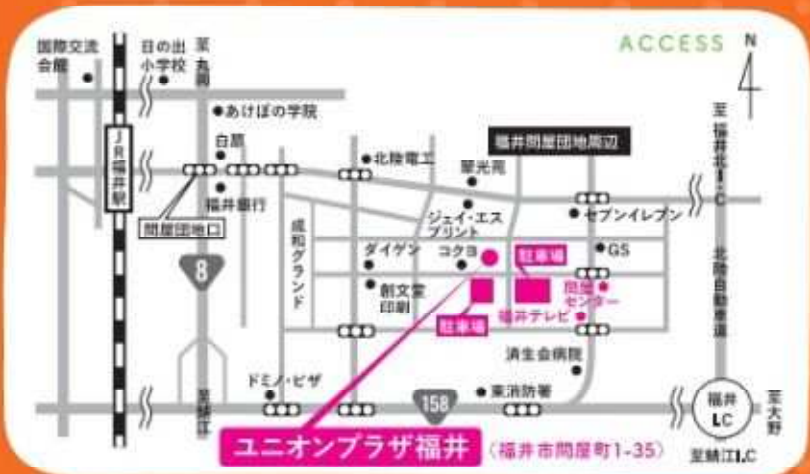 ACCESS
N
国際交流
会館
日の出
小学校
至丸岡
あけぼの学院
JR福井駅
福井銀行
問屋団地口
北陸電工
福井問屋団地周辺
至福井北I・C
ジェイ・エス
プリント
セブンイレブン
成和グランド
ダイゲン
コクヨ
駐車場
GS
8
創文堂
印刷
問屋
センター
福井テレビ
駐車場
北陸自動車道
済生会病院
ドミノ・ピザ
至鯖江
158
東消防署
福井
I.C
至大野
至鯖江I.C
ユニオンプラザ福井
(福井市問屋町1-35)